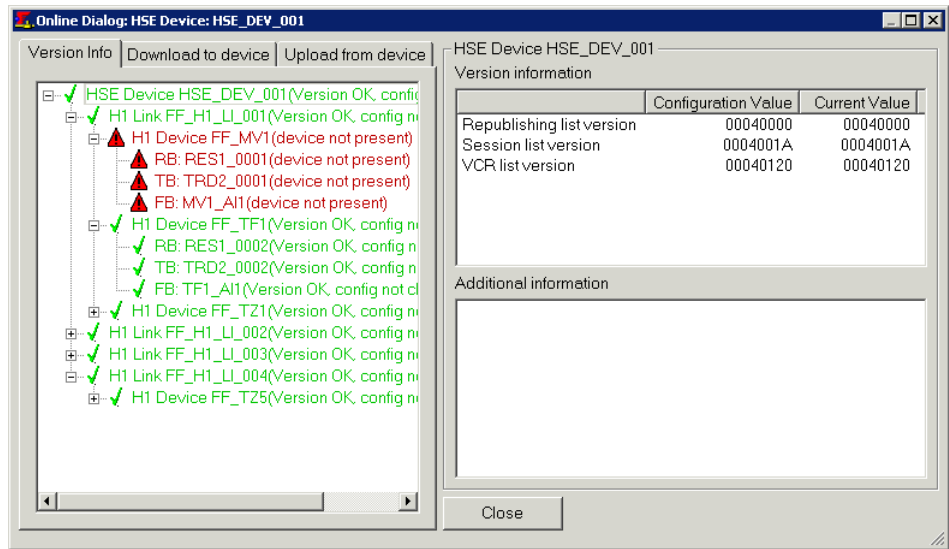 Online Dialog: HSE Device: HSE_DEV_001
Version Info Download to device Upload from device
HSE Device HSE_DEV_001(Version OK, config
H1 Link FF_H1_LI_001(Version OK, config n
H1 Device FF_MV1(device not present)
RB: RES1_0001(device not present)
TB: TRD2_0001(device not present)
FB: MV1_AI1(device not present)
H1 Device FF_TF1(Version OK, config n
RB: RES1_0002(Version OK, config n
TB: TRD2_0002(Version OK, config n
FB: TF1_AI1(Version OK, config not cl
H1 Device FF_TZ1(Version OK, config n
H1 Link FF_H1_LI_002(Version OK, config n
H1 Link FF_H1_LI_003(Version OK, config n
H1 Link FF_H1_LI_004(Version OK, config n
H1 Device FF_TZ5(Version OK, config n
HSE Device HSE_DEV_001
Version information
Configuration Value Current Value
Republishing list version 00040000 00040000
Session list version 0004001A 0004001A
VCR list version 00040120 00040120
Additional information
Close